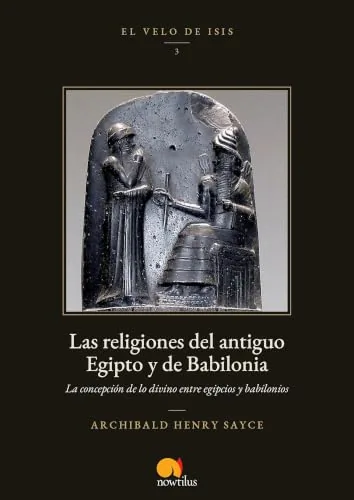 EL VELO DE ISIS
3
Las religiones del antiguo
Egipto y de Babilonia
La concepción de lo divino entre egipcios y babilonios
ARCHIBALD HENRY SAYCE
nowtilus